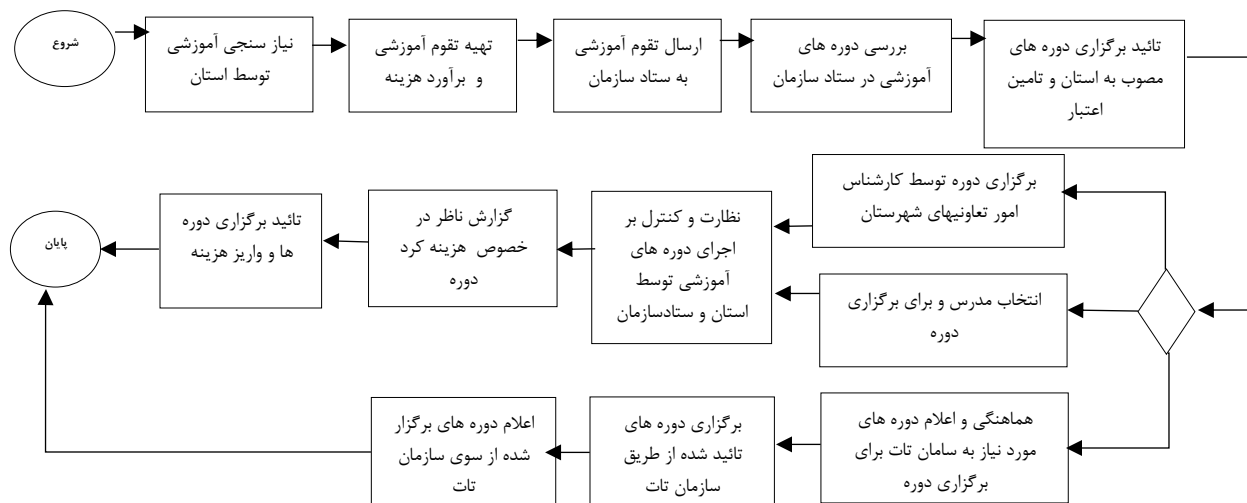 شروع
نیاز سنجی آموزشی
توسط استان
تهیه تقوم آموزشی
و برآورد هزینه
ارسال تقوم آموزشی
به ستاد سازمان
بررسی دوره های
آموزشی در ستاد سازمان
تائید برگزاری دوره های
مصوب به استان و تامین
اعتبار
برگزاری دوره توسط کارشناس
امور تعاونیهای شهرستان
انتخاب مدرس و برای برگزاری
دوره
نظارت و کنترل بر
اجرای دوره های
آموزشی توسط
استان و ستادسازمان
گزارش ناظر در
خصوص هزینه کرد
دوره
تائید برگزاری دوره
ها و واریز هزینه
پایان
هماهنگی و اعلام دوره های
مورد نیاز به سامان تات برای
برگزاری دوره
برگزاری دوره های
تائید شده از طریق
سازمان تات
اعلام دوره های برگزار
شده از سوی سازمان
تات